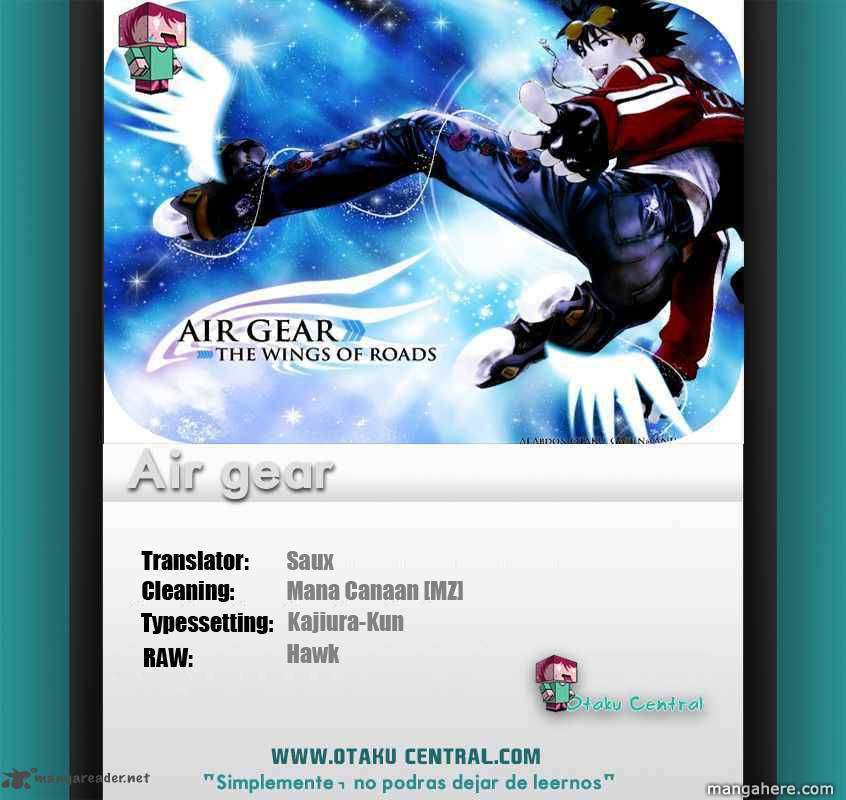 AIR GEAR
THE WINGS OF ROADS
Air gear
Translator: Saux
Cleaning: Mana Canaan [MZ]
Typessetting: Kajiura-Kun
RAW: Hawk
Otaku Central
WWW.OTAKU CENTRAL.COM
"Simplemente, no podras dejar de leernos"
mangareader.net
mangahere.com